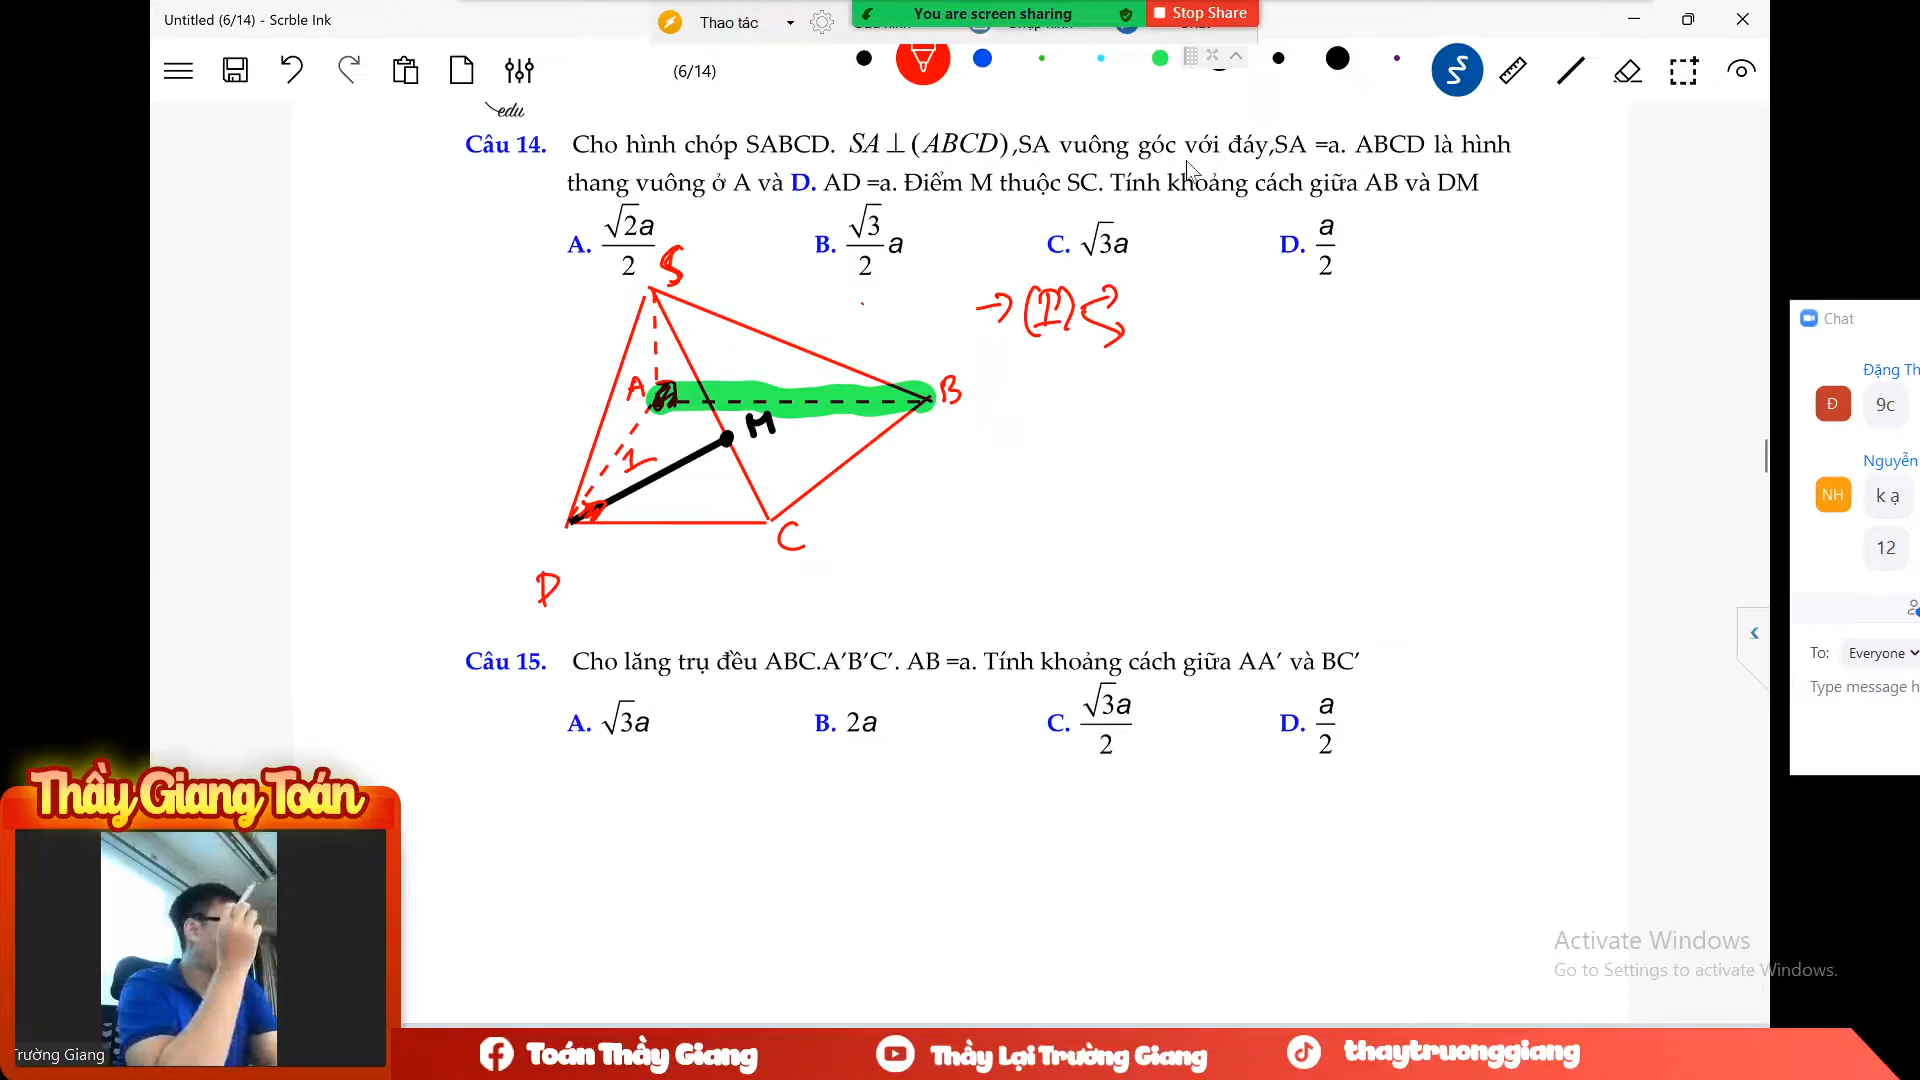 Untitled (6/14) - Scrble Ink
Thao tác
You are screen sharing
Stop Share
(6/14)
edu
Câu 14. Cho hình chóp SABCD. SA ⊥ (ABCD),SA vuông góc với đáy,SA =a. ABCD là hình
thang vuông ở A và D. AD =a. Điểm M thuộc SC. Tính khoảng cách giữa AB và DM
A. √2a/2 B. √3/2 a C. √3a D. a/2
S
→ (P)
A
B
M
1
C
D
Câu 15. Cho lăng trụ đều ABC.A′B′C′. AB =a. Tính khoảng cách giữa AA′ và BC′
A. √3a B. 2a C. √3a/2 D. a/2
Chat
Đặng Th
Đ
9c
Nguyễn
NH
k ạ
12
To: Everyone
Type message h
Activate Windows
Go to Settings to activate Windows.
Thầy Giang Toán
Trường Giang
Toán Thầy Giang
Thầy Lại Trường Giang
thaytruonggiang